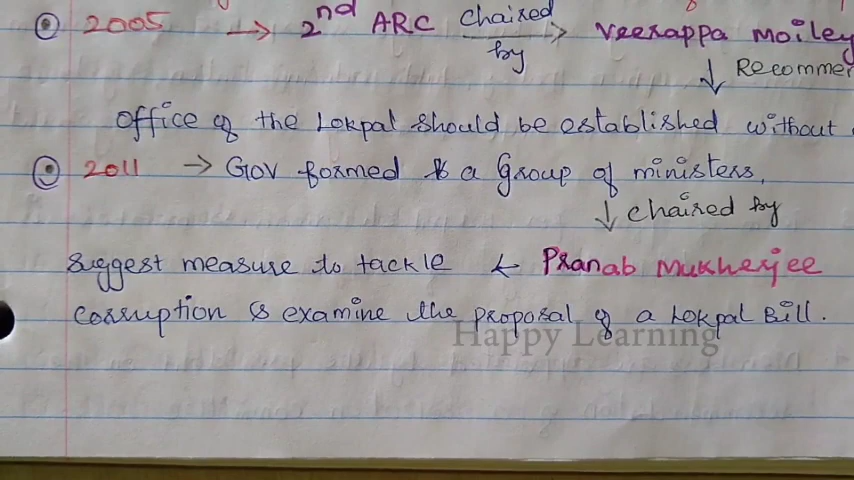 2005 → 2nd ARC chaired by → Veerappa Moily
↓ Recommen
office of the Lokpal should be established without
2011 → Gov formed a Group of ministers,
↓ chaired by
suggest measure to tackle ← Pranab Mukherjee
corruption & examine the proposal of a Lokpal Bill.
Happy Learning